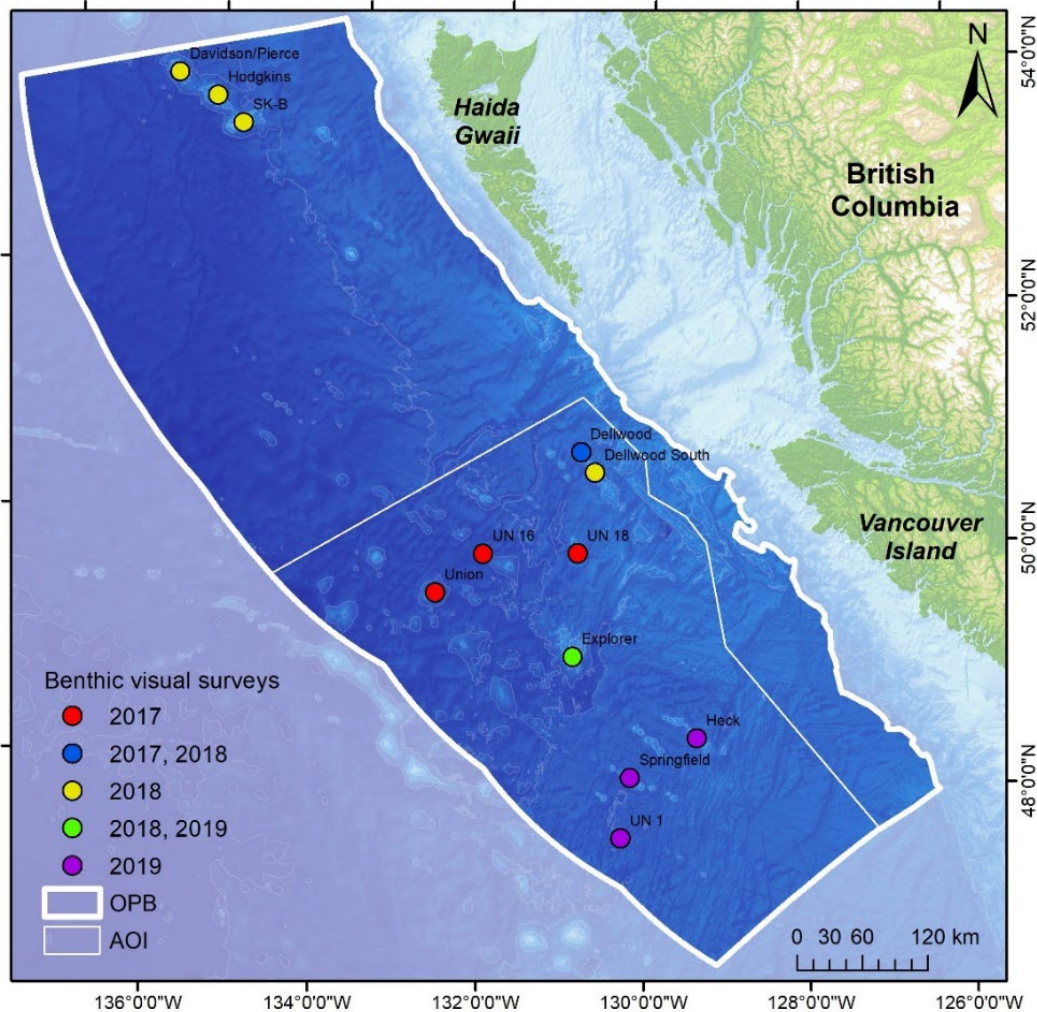 N
54°0'0"N
Davidson/Pierce
Hodgkins
SK-B
Haida
Gwaii
British
Columbia
52°0'0"N
Dellwood
Dellwood South
Vancouver
Island
UN 16
UN 18
50°0'0"N
Union
Explorer
Heck
Springfield
48°0'0"N
UN 1
Benthic visual surveys
2017
2017, 2018
2018
2018, 2019
2019
OPB
AOI
0 30 60 120 km
136°0'0"W 134°0'0"W 132°0'0"W 130°0'0"W 128°0'0"W 126°0'0"W